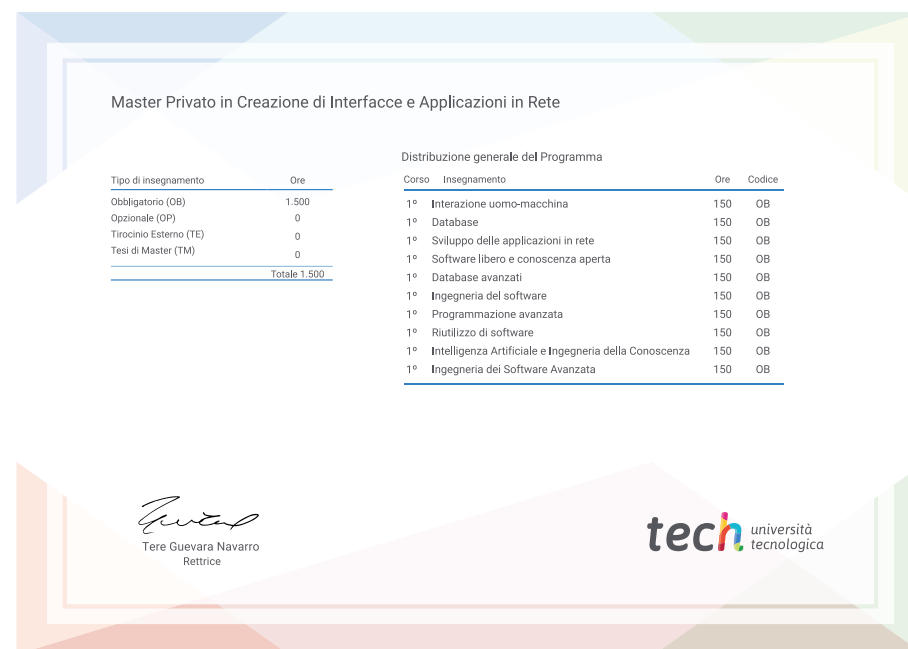 Master Privato in Creazione di Interfacce e Applicazioni in Rete
Tipo di insegnamento Ore
Obbligatorio (OB) 1.500
Opzionale (OP) 0
Tirocinio Esterno (TE) 0
Tesi di Master (TM) 0
Totale 1.500
Distribuzione generale del Programma
Corso Insegnamento Ore Codice
1º Interazione uomo-macchina 150 OB
1º Database 150 OB
1º Sviluppo delle applicazioni in rete 150 OB
1º Software libero e conoscenza aperta 150 OB
1º Database avanzati 150 OB
1º Ingegneria del software 150 OB
1º Programmazione avanzata 150 OB
1º Riutilizzo di software 150 OB
1º Intelligenza Artificiale e Ingegneria della Conoscenza 150 OB
1º Ingegneria dei Software Avanzata 150 OB
Tere Guevara Navarro
Rettrice
tech università
tecnologica